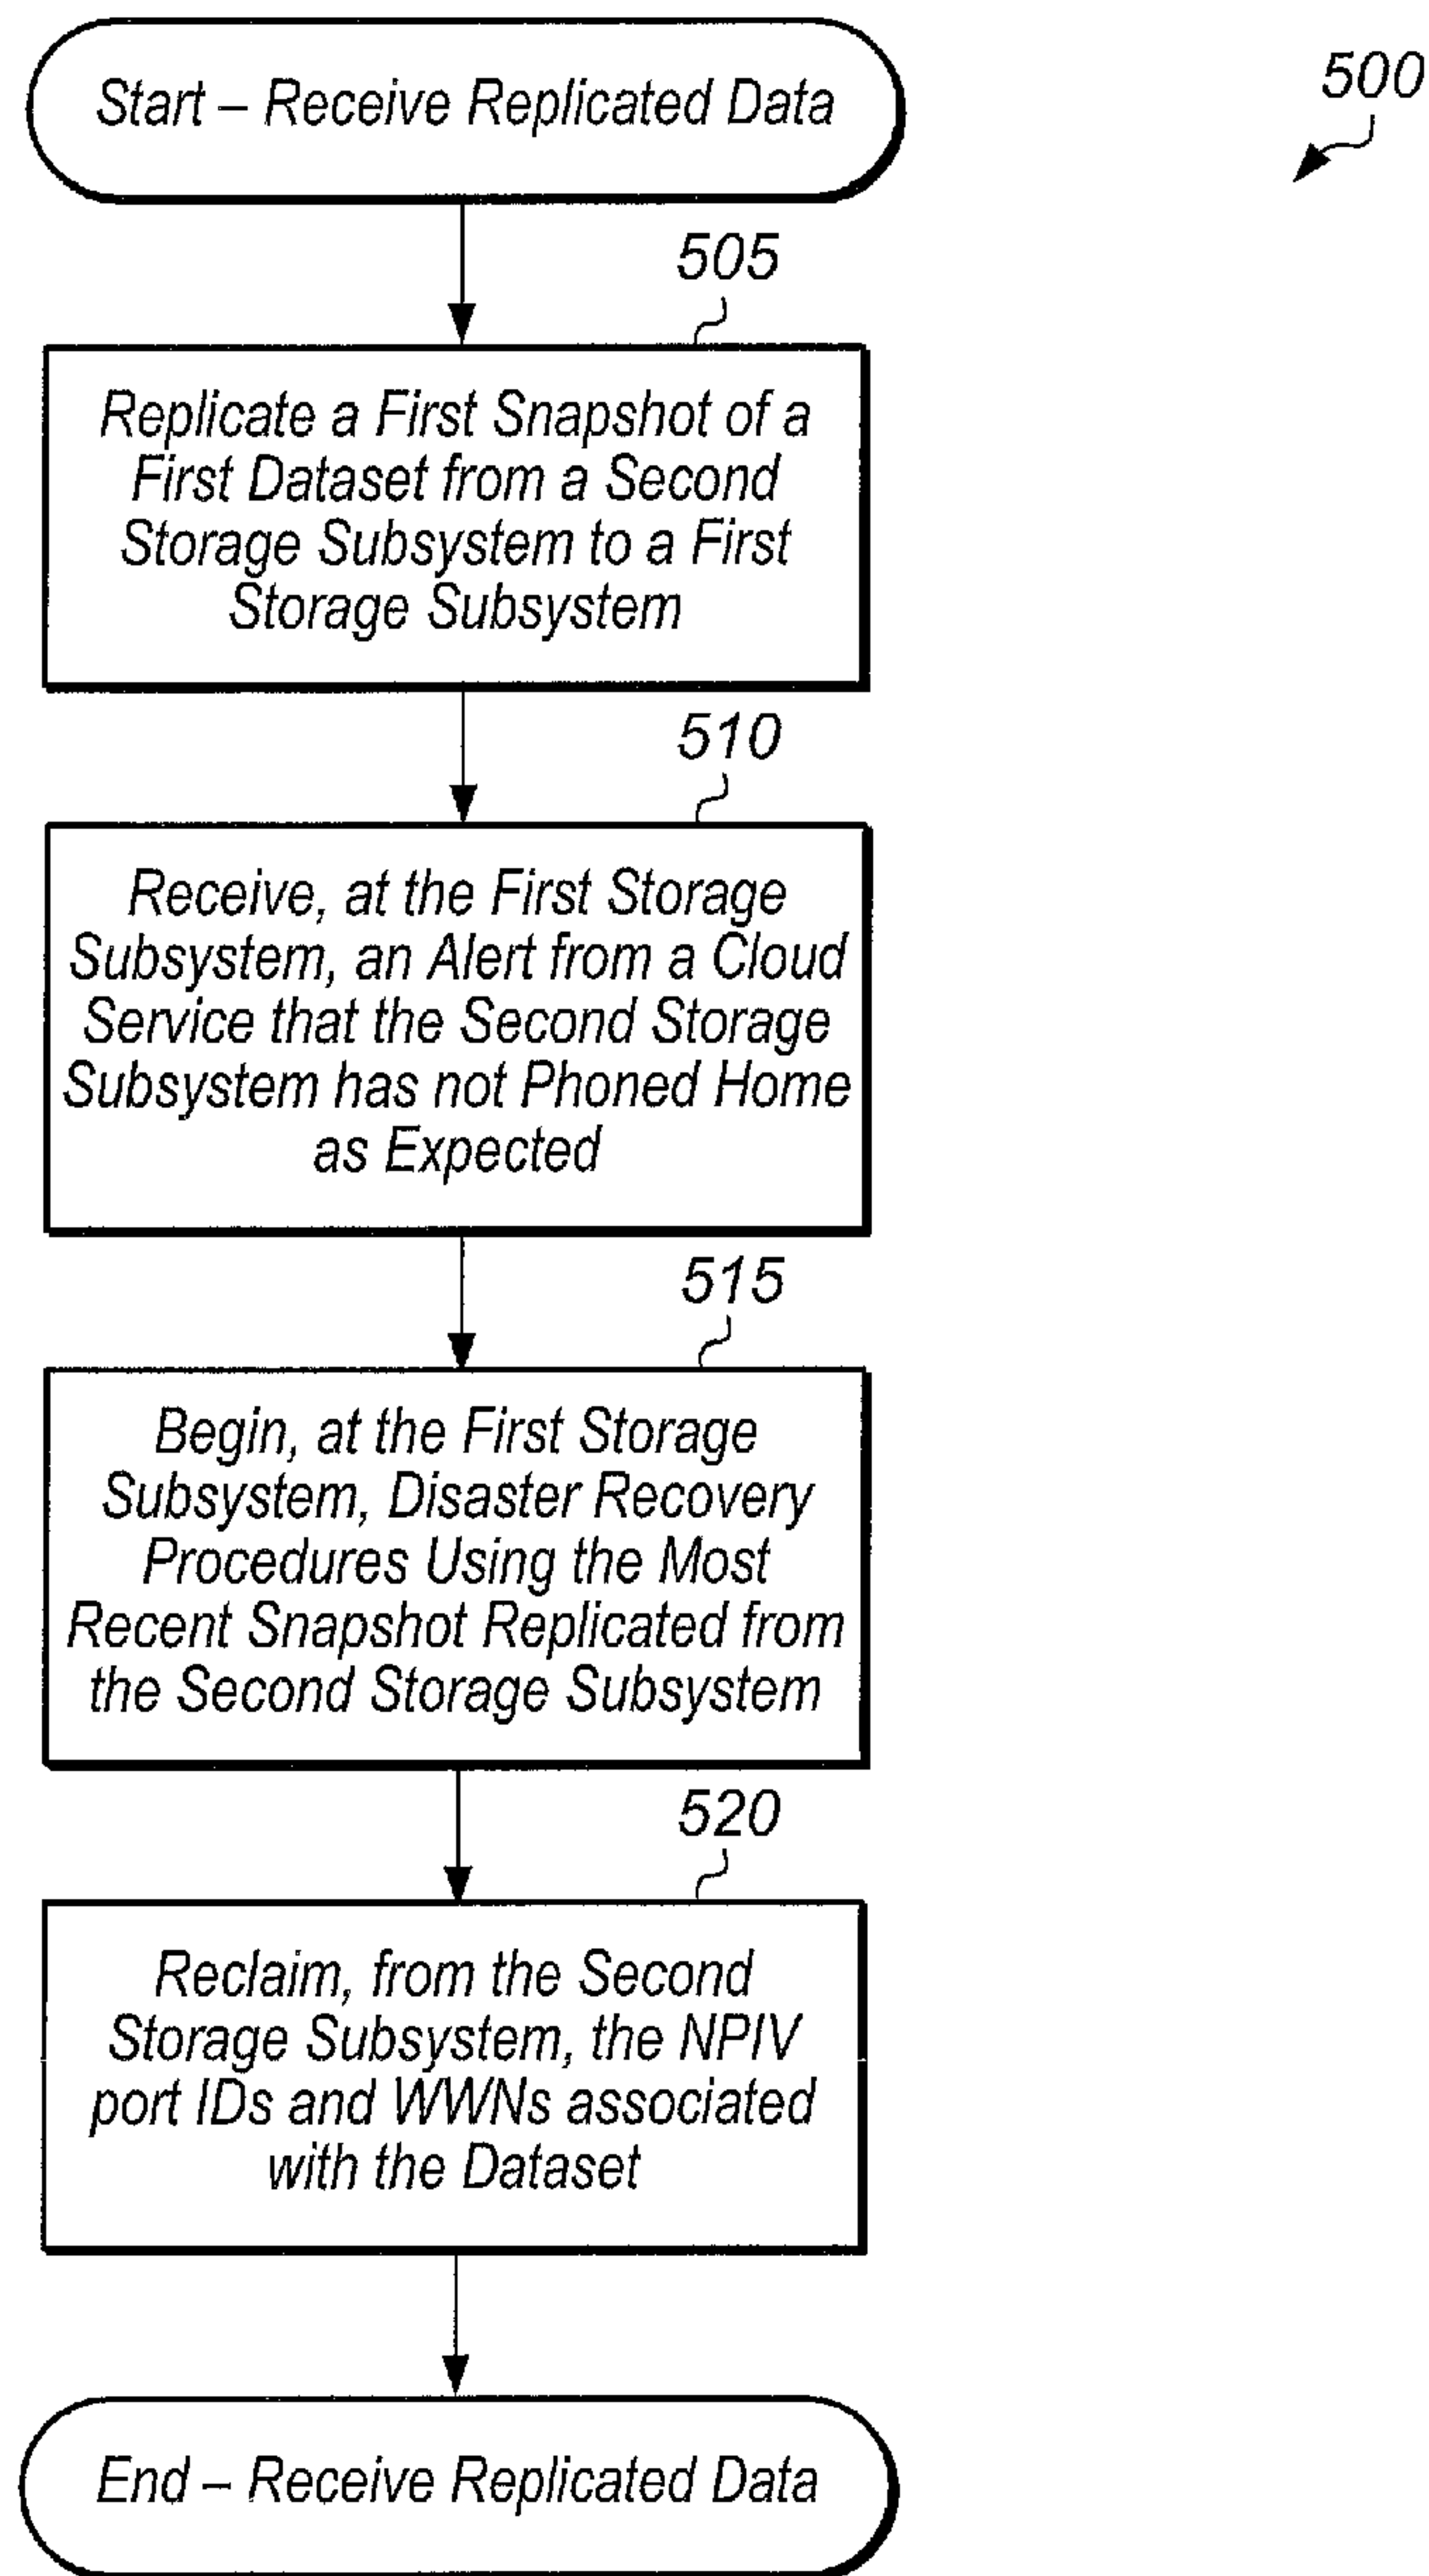 Start – Receive Replicated Data
500
505
Replicate a First Snapshot of a
First Dataset from a Second
Storage Subsystem to a First
Storage Subsystem
510
Receive, at the First Storage
Subsystem, an Alert from a Cloud
Service that the Second Storage
Subsystem has not Phoned Home
as Expected
515
Begin, at the First Storage
Subsystem, Disaster Recovery
Procedures Using the Most
Recent Snapshot Replicated from
the Second Storage Subsystem
520
Reclaim, from the Second
Storage Subsystem, the NPIV
port IDs and WWNs associated
with the Dataset
End – Receive Replicated Data